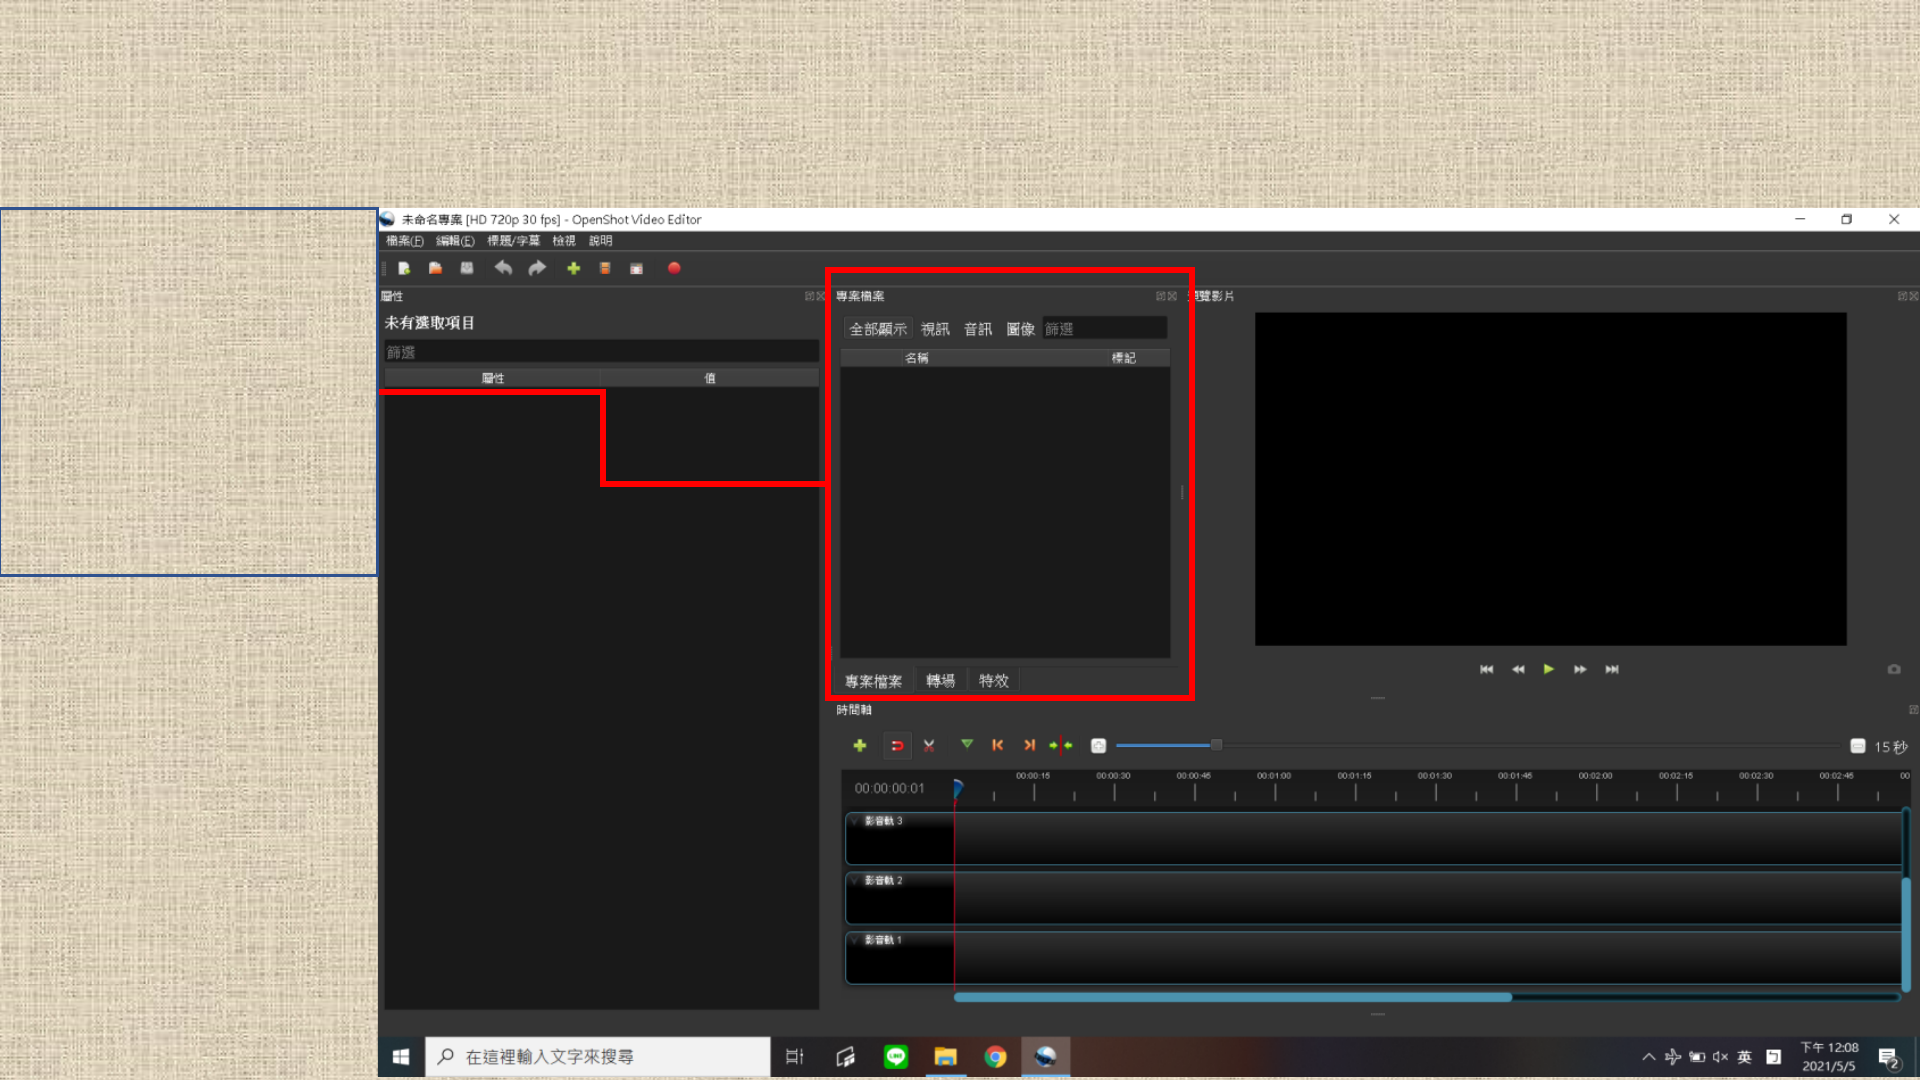 未命名專案 [HD 720p 30 fps] - OpenShot Video Editor
檔案(F) 編輯(E) 標題/字幕 檢視 說明
屬性
未有選取項目
篩選
屬性 值
專案檔案
全部顯示 視訊 音訊 圖像 篩選
名稱 標記
專案檔案 轉場 特效
覽影片
時間軸
15 秒
00:00:00:01
00:00:15 00:00:30 00:00:45 00:01:00 00:01:15 00:01:30 00:01:45 00:02:00 00:02:15 00:02:30 00:02:45 00
影音軌 3
影音軌 2
影音軌 1
在這裡輸入文字來搜尋
LINE
英
下午 12:08
2021/5/5
2